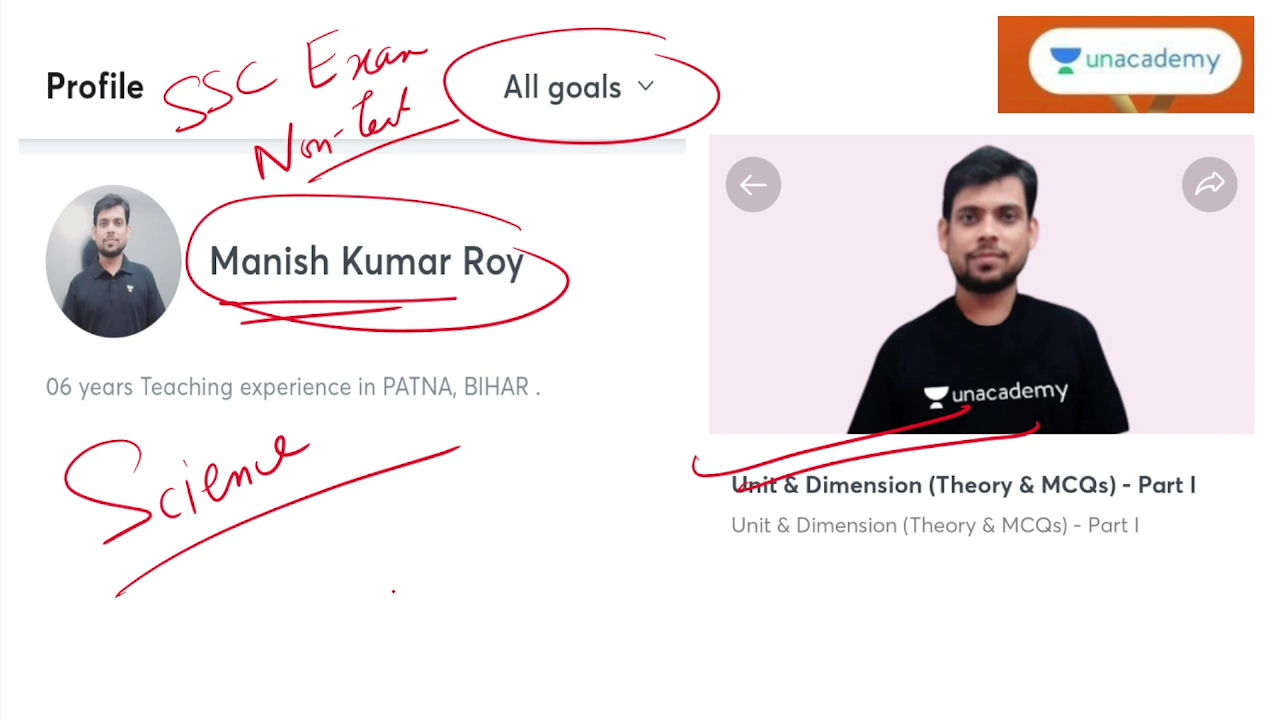 Profile
SSC Exam
Non-Tech
All goals
unacademy
Manish Kumar Roy
06 years Teaching experience in PATNA, BIHAR .
Science
unacademy
Unit & Dimension (Theory & MCQs) - Part I
Unit & Dimension (Theory & MCQs) - Part I